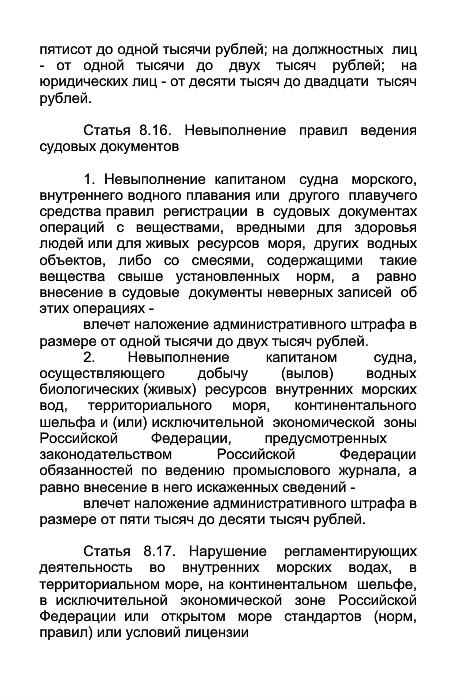 пятисот до одной тысячи рублей; на должностных лиц
- от одной тысячи до двух тысяч рублей; на
юридических лиц - от десяти тысяч до двадцати тысяч
рублей.
Статья 8.16. Невыполнение правил ведения
судовых документов
1. Невыполнение капитаном судна морского,
внутреннего водного плавания или другого плавучего
средства правил регистрации в судовых документах
операций с веществами, вредными для здоровья
людей или для живых ресурсов моря, других водных
объектов, либо со смесями, содержащими такие
вещества свыше установленных норм, а равно
внесение в судовые документы неверных записей об
этих операциях -
влечет наложение административного штрафа в
размере от одной тысячи до двух тысяч рублей.
2. Невыполнение капитаном судна,
осуществляющего добычу (вылов) водных
биологических (живых) ресурсов внутренних морских
вод, территориального моря, континентального
шельфа и (или) исключительной экономической зоны
Российской Федерации, предусмотренных
законодательством Российской Федерации
обязанностей по ведению промыслового журнала, а
равно внесение в него искаженных сведений -
влечет наложение административного штрафа в
размере от пяти тысяч до десяти тысяч рублей.
Статья 8.17. Нарушение регламентирующих
деятельность во внутренних морских водах, в
территориальном море, на континентальном шельфе,
в исключительной экономической зоне Российской
Федерации или открытом море стандартов (норм,
правил) или условий лицензии